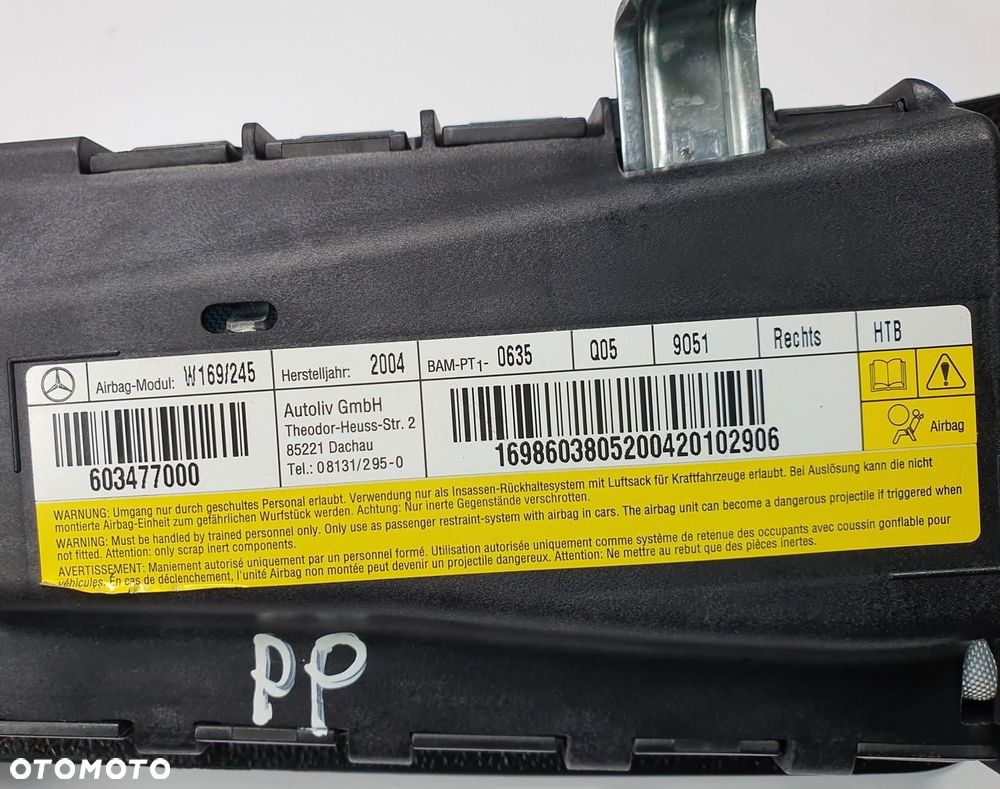 Airbag-Modul: W169/245
Herstelljahr: 2004
BAM-PT1- 0635
Q05
9051
Rechts
HTB
603477000
Autoliv GmbH
Theodor-Heuss-Str. 2
85221 Dachau
Tel.: 08131/295-0
1698603805200420102906
Airbag
WARNUNG: Umgang nur durch geschultes Personal erlaubt. Verwendung nur als Insassen-Rückhaltesystem mit Luftsack für Kraftfahrzeuge erlaubt. Bei Auslösung kann die nicht
montierte Airbag-Einheit zum gefährlichen Wurfstück werden. Achtung: Nur inerte Gegenstände verschrotten.
WARNING: Must be handled by trained personnel only. Only use as passenger restraint-system with airbag in cars. The airbag unit can become a dangerous projectile if triggered when
not fitted. Attention: only scrap inert components.
AVERTISSEMENT: Maniement autorisé uniquement par un personnel formé. Utilisation autorisée uniquement comme système de retenue des occupants avec coussin gonflable pour
véhicules. En cas de déclenchement, l'unité Airbag non montée peut devenir un projectile dangereux. Attention: Ne mettre au rebut que des pièces inertes.
PP
OTOMOTO